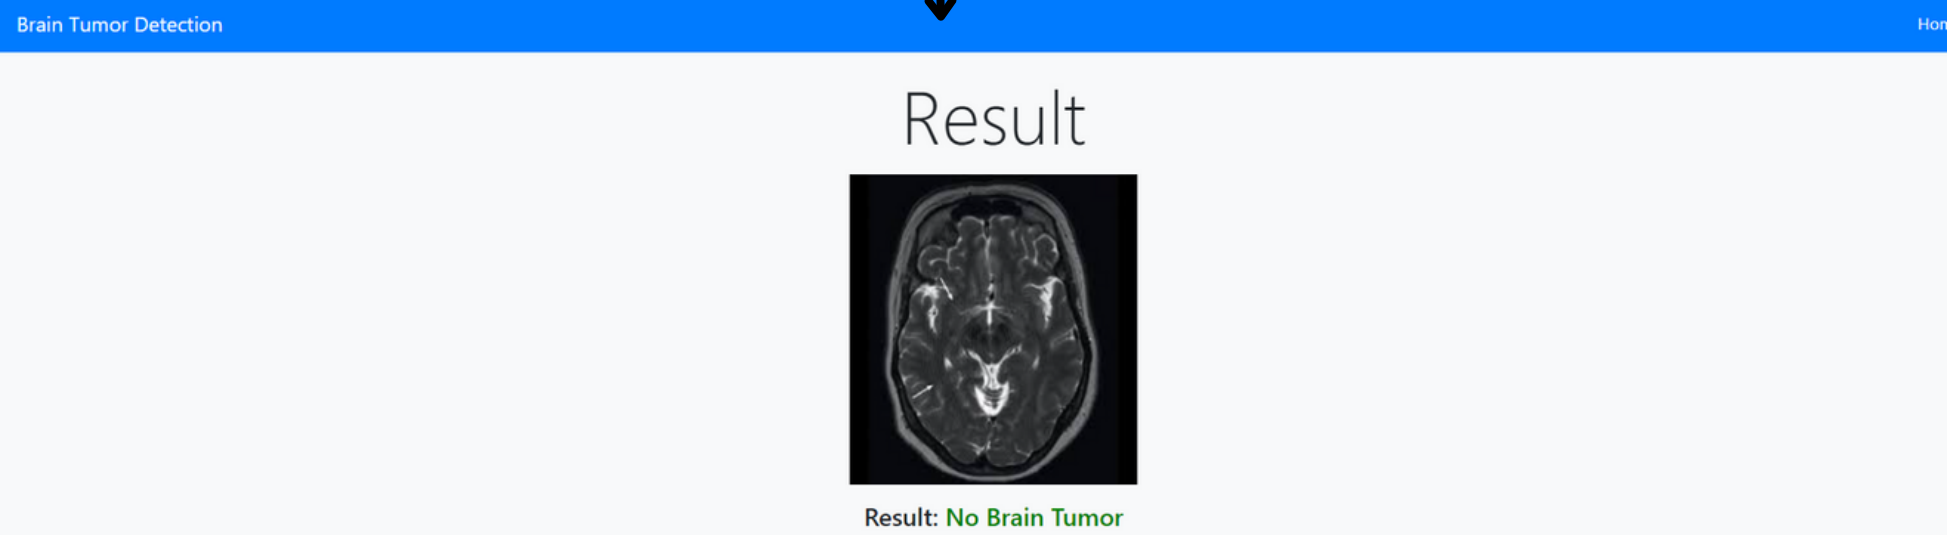 Brain Tumor Detection
Result
Result: No Brain Tumor